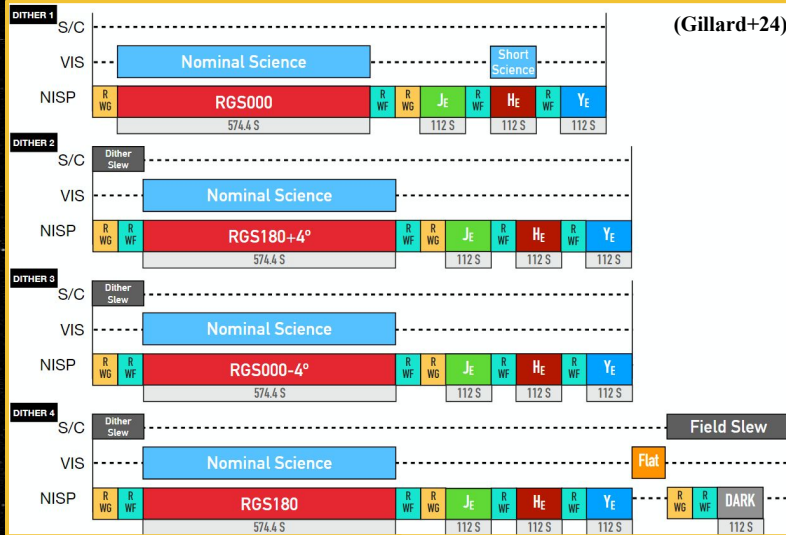 DITHER 1
S/C
(Gillard+24)
VIS Nominal Science Short Science
NISP R WG RGS000 R WF R WG JE R WF HE R WF YE
574.4 S 112 S 112 S 112 S
DITHER 2
S/C Dither Slew
VIS Nominal Science
NISP R WG R WF RGS180+4° R WF R WG JE R WF HE R WF YE
574.4 S 112 S 112 S 112 S
DITHER 3
S/C Dither Slew
VIS Nominal Science
NISP R WG R WF RGS000-4° R WF R WG JE R WF HE R WF YE
574.4 S 112 S 112 S 112 S
DITHER 4
S/C Dither Slew Field Slew
VIS Nominal Science Flat
NISP R WG R WF RGS180 R WF R WG JE R WF HE R WF YE R WG R WF DARK
574.4 S 112 S 112 S 112 S 112 S